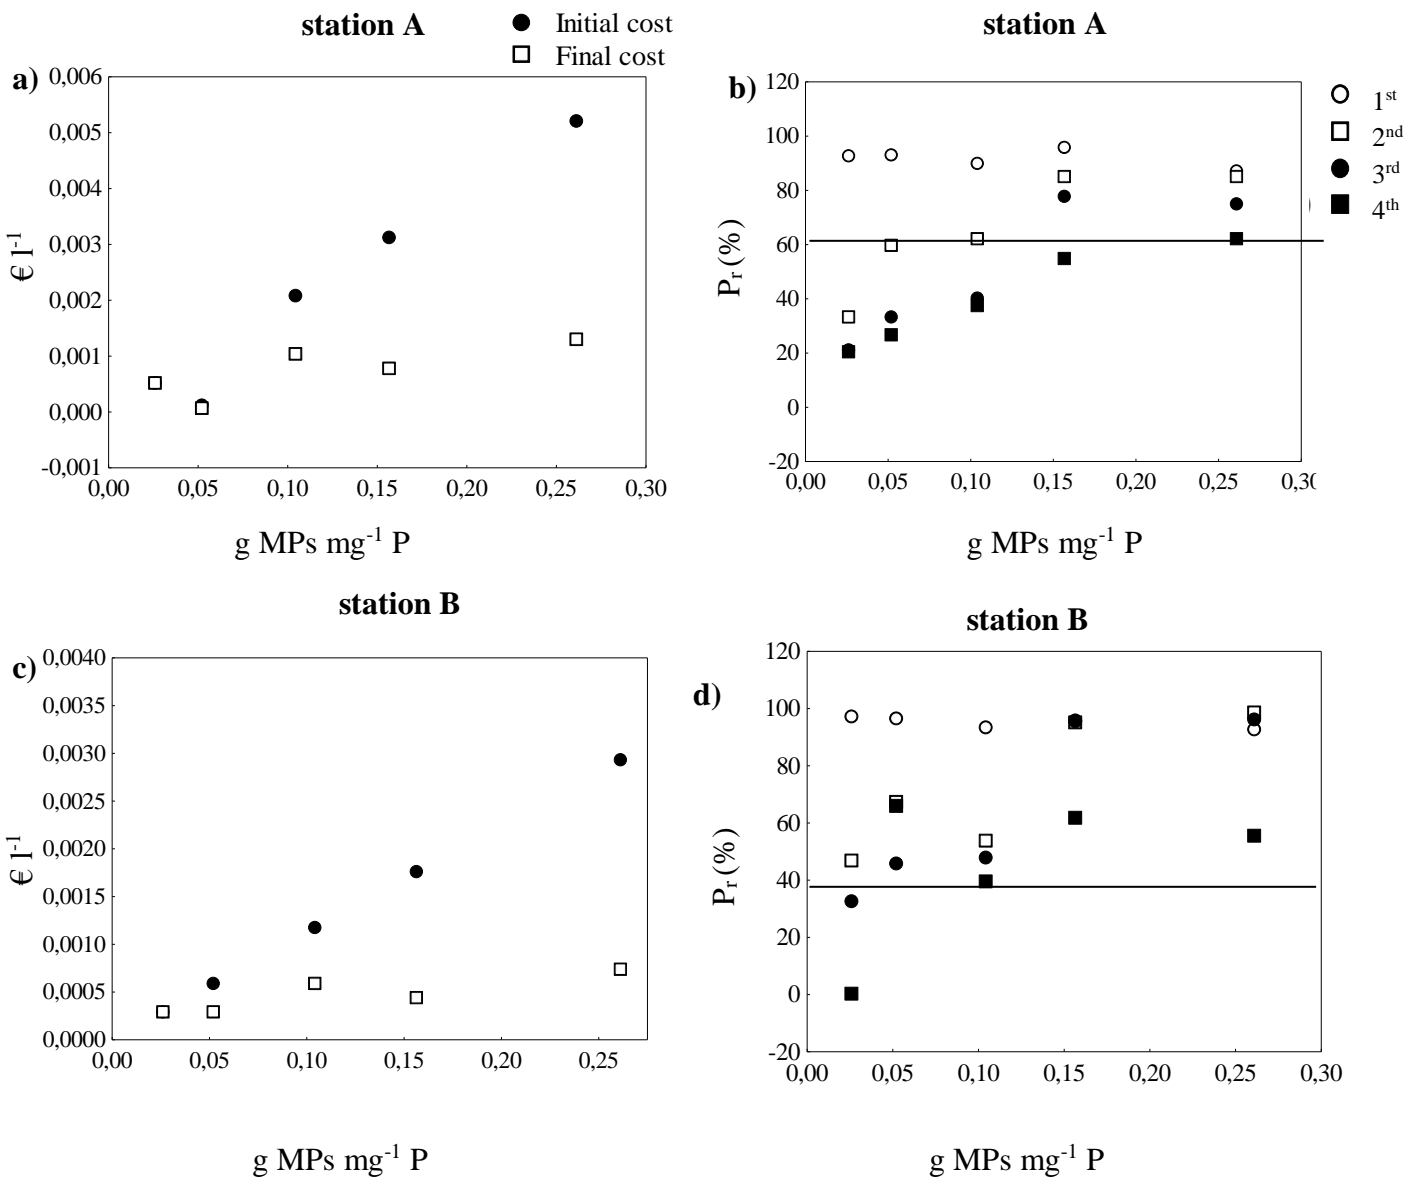 station A
Initial cost
Final cost
a)
0,006
0,005
0,004
0,003
0,002
0,001
0,000
-0,001
€ l⁻¹
0,00 0,05 0,10 0,15 0,20 0,25 0,30
g MPs mg⁻¹ P
station A
b)
120
100
80
60
40
20
0
-20
Pᵣ (%)
0,00 0,05 0,10 0,15 0,20 0,25 0,30
g MPs mg⁻¹ P
1ˢᵗ
2ⁿᵈ
3ʳᵈ
4ᵗʰ
station B
c)
0,0040
0,0035
0,0030
0,0025
0,0020
0,0015
0,0010
0,0005
0,0000
€ l⁻¹
0,00 0,05 0,10 0,15 0,20 0,25
g MPs mg⁻¹ P
station B
d)
120
100
80
60
40
20
0
-20
Pᵣ (%)
0,00 0,05 0,10 0,15 0,20 0,25 0,30
g MPs mg⁻¹ P